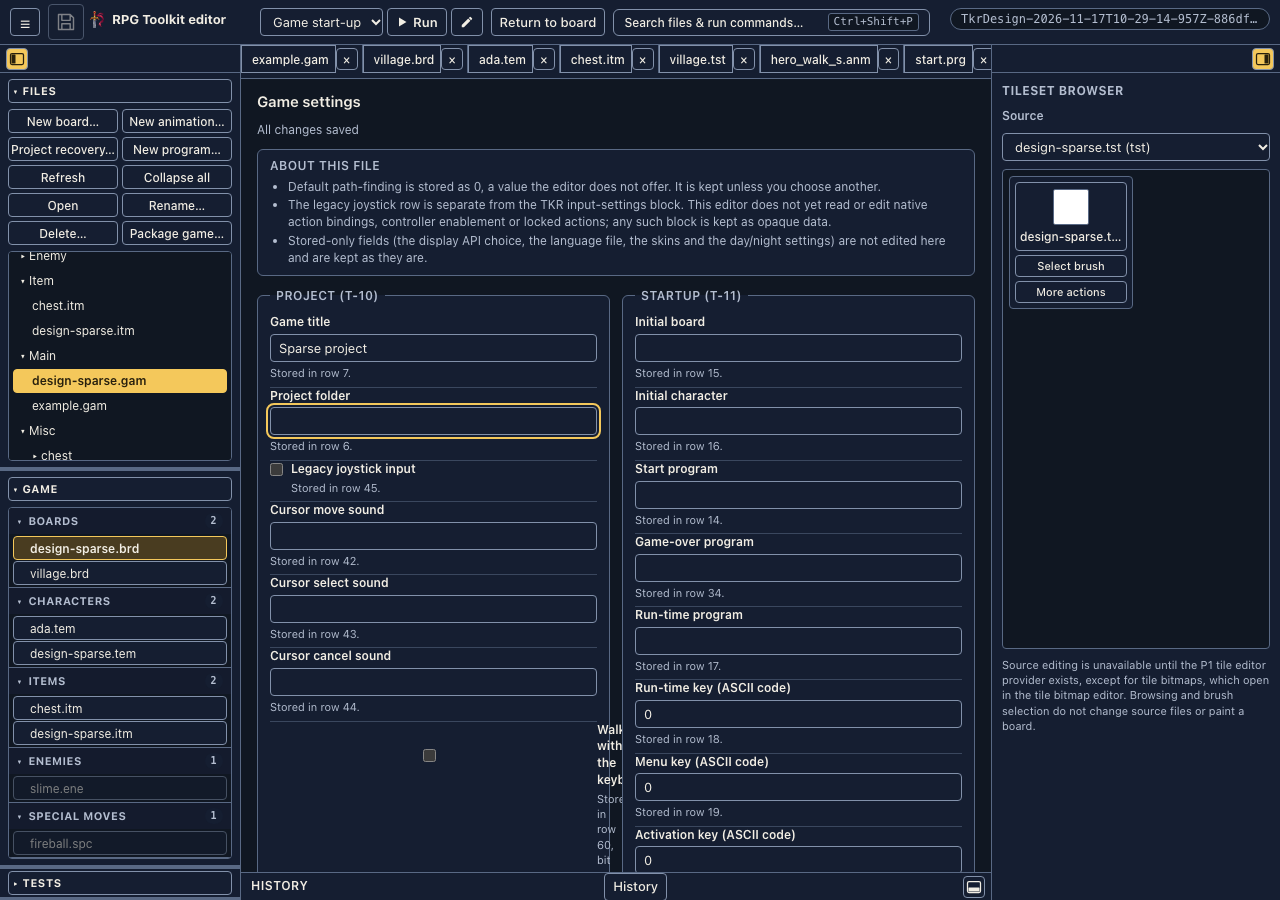 RPG Toolkit editor
Game start-up
Run
Return to board
Search files & run commands...
Ctrl+Shift+P
TkrDesign-2026-11-17T10-29-14-957Z-886df...
FILES
New board...
New animation...
Project recovery...
New program...
Refresh
Collapse all
Open
Rename...
Delete...
Package game...
Enemy
Item
chest.itm
design-sparse.itm
Main
design-sparse.gam
example.gam
Misc
chest
GAME
BOARDS 2
design-sparse.brd
village.brd
CHARACTERS 2
ada.tem
design-sparse.tem
ITEMS 2
chest.itm
design-sparse.itm
ENEMIES 1
slime.ene
SPECIAL MOVES 1
fireball.spc
TESTS
example.gam ×
village.brd ×
ada.tem ×
chest.itm ×
village.tst ×
hero_walk_s.anm ×
start.prg ×
Game settings
All changes saved
ABOUT THIS FILE
• Default path-finding is stored as 0, a value the editor does not offer. It is kept unless you choose another.
• The legacy joystick row is separate from the TKR input-settings block. This editor does not yet read or edit native
action bindings, controller enablement or locked actions; any such block is kept as opaque data.
• Stored-only fields (the display API choice, the language file, the skins and the day/night settings) are not edited here
and are kept as they are.
PROJECT (T-10)
Game title
Sparse project
Stored in row 7.
Project folder
Stored in row 6.
Legacy joystick input
Stored in row 45.
Cursor move sound
Stored in row 42.
Cursor select sound
Stored in row 43.
Cursor cancel sound
Stored in row 44.
Walk
with
the
keyb
Store
in
row
60,
bit
STARTUP (T-11)
Initial board
Stored in row 15.
Initial character
Stored in row 16.
Start program
Stored in row 14.
Game-over program
Stored in row 34.
Run-time program
Stored in row 17.
Run-time key (ASCII code)
0
Stored in row 18.
Menu key (ASCII code)
0
Stored in row 19.
Activation key (ASCII code)
0
HISTORY
History
TILESET BROWSER
Source
design-sparse.tst (tst)
design-sparse.t...
Select brush
More actions
Source editing is unavailable until the P1 tile editor
provider exists, except for tile bitmaps, which open
in the tile bitmap editor. Browsing and brush
selection do not change source files or paint a
board.